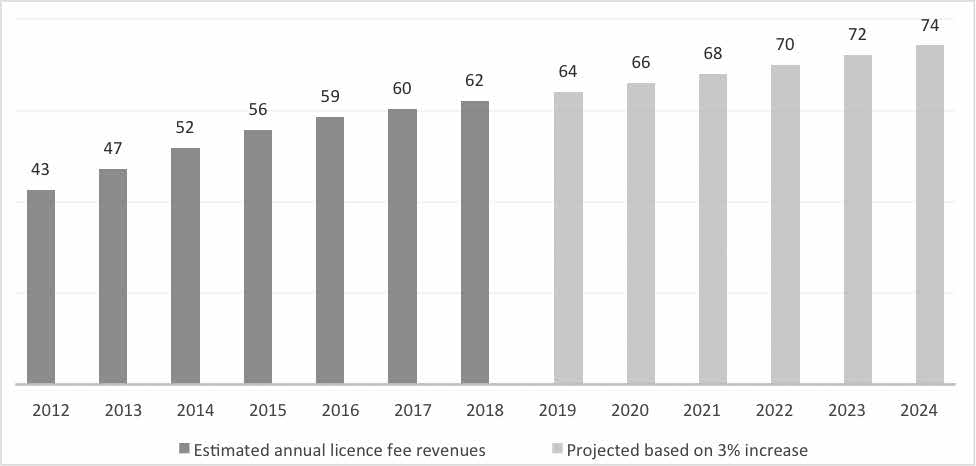 43 47 52 56 59 60 62 64 66 68 70 72 74
2012 2013 2014 2015 2016 2017 2018 2019 2020 2021 2022 2023 2024
Estimated annual licence fee revenues Projected based on 3% increase